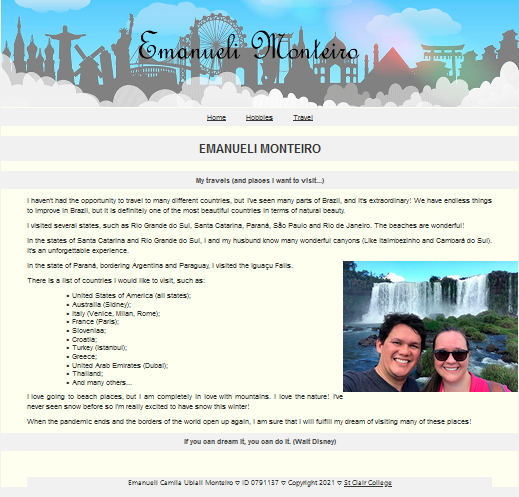 Emanueli Monteiro
Home Hobbies Travel
EMANUELI MONTEIRO
My travels (and places I want to visit...)
I haven't had the opportunity to travel to many different countries, but I've seen many parts of Brazil, and it's extraordinary! We have endless things
to improve in Brazil, but it is definitely one of the most beautiful countries in terms of natural beauty.
I visited several states, such as Rio Grande do Sul, Santa Catarina, Paraná, São Paulo and Rio de Janeiro. The beaches are wonderful!
In the states of Santa Catarina and Rio Grande do Sul, I and my husbund know many wonderful canyons (Like Itaimbezinho and Cambará do Sul).
It's an unforgettable experience.
In the state of Paraná, bordering Argentina and Paraguay, I visited the Iguaçu Falls.
There is a list of countries I would like to visit, such as:
United States of America (all states);
Australia (Sidney);
Italy (Venice, Milan, Rome);
France (Paris);
Slovenias;
Croatia;
Turkey (Istanbul);
Greece;
United Arab Emirates (Dubai);
Thailand;
And many others...
I love going to beach places, but I am completely in love with mountains. I love the nature! I've
never seen snow before so I'm really excited to have snow this winter!
When the pandemic ends and the borders of the world open up again, I am sure that I will fulfill my dream of visiting many of these places!
If you can dream it, you can do it. (Walt Disney)
Emanueli Camila Ubiali Monteiro ▽ ID 0791137 ▽ Copyright 2021 ▽ St Clair College